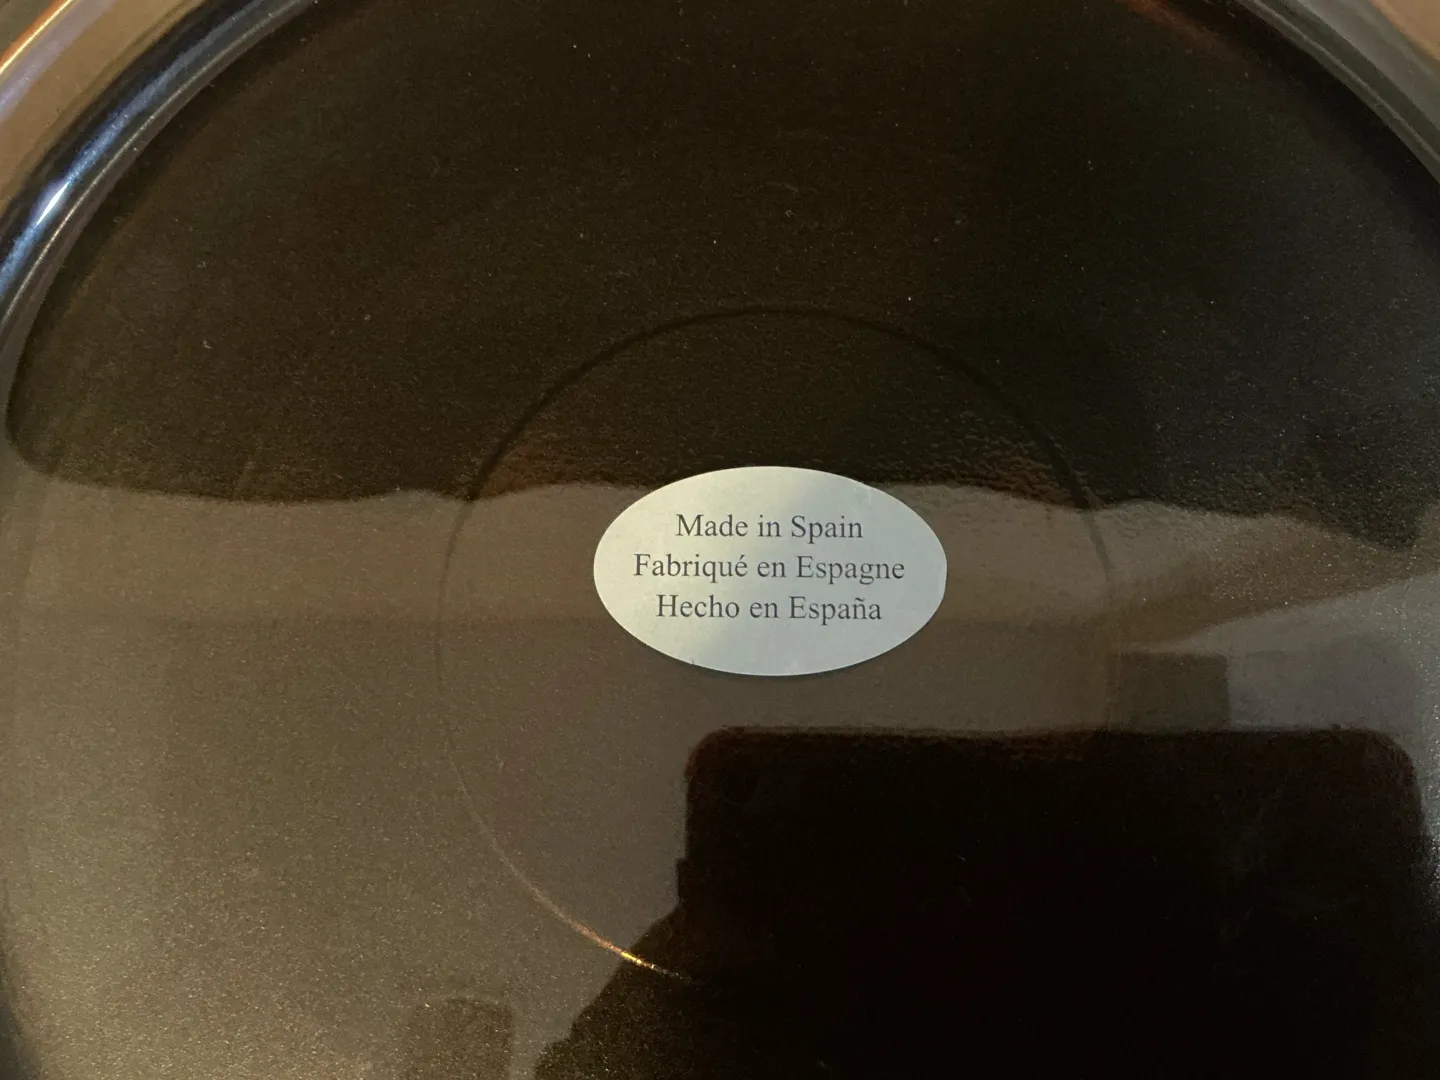 Made in Spain
Fabriqué en Espagne
Hecho en España